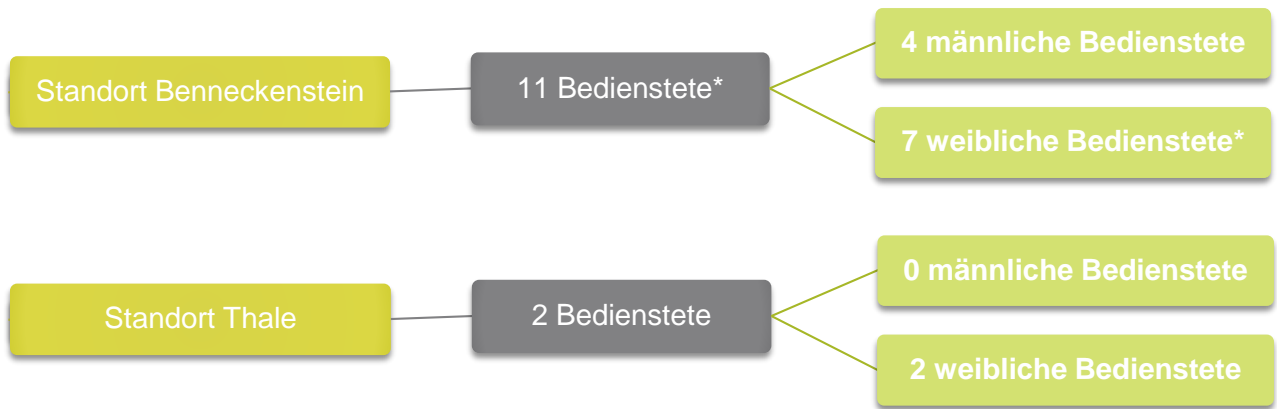 Standort Benneckenstein
11 Bedienstete*
4 männliche Bedienstete
7 weibliche Bedienstete*
Standort Thale
2 Bedienstete
0 männliche Bedienstete
2 weibliche Bedienstete